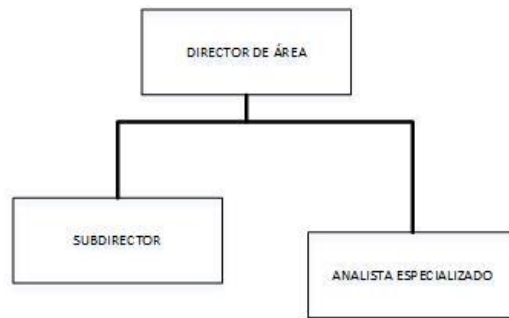 DIRECTOR DE ÁREA
SUBDIRECTOR
ANALISTA ESPECIALIZADO